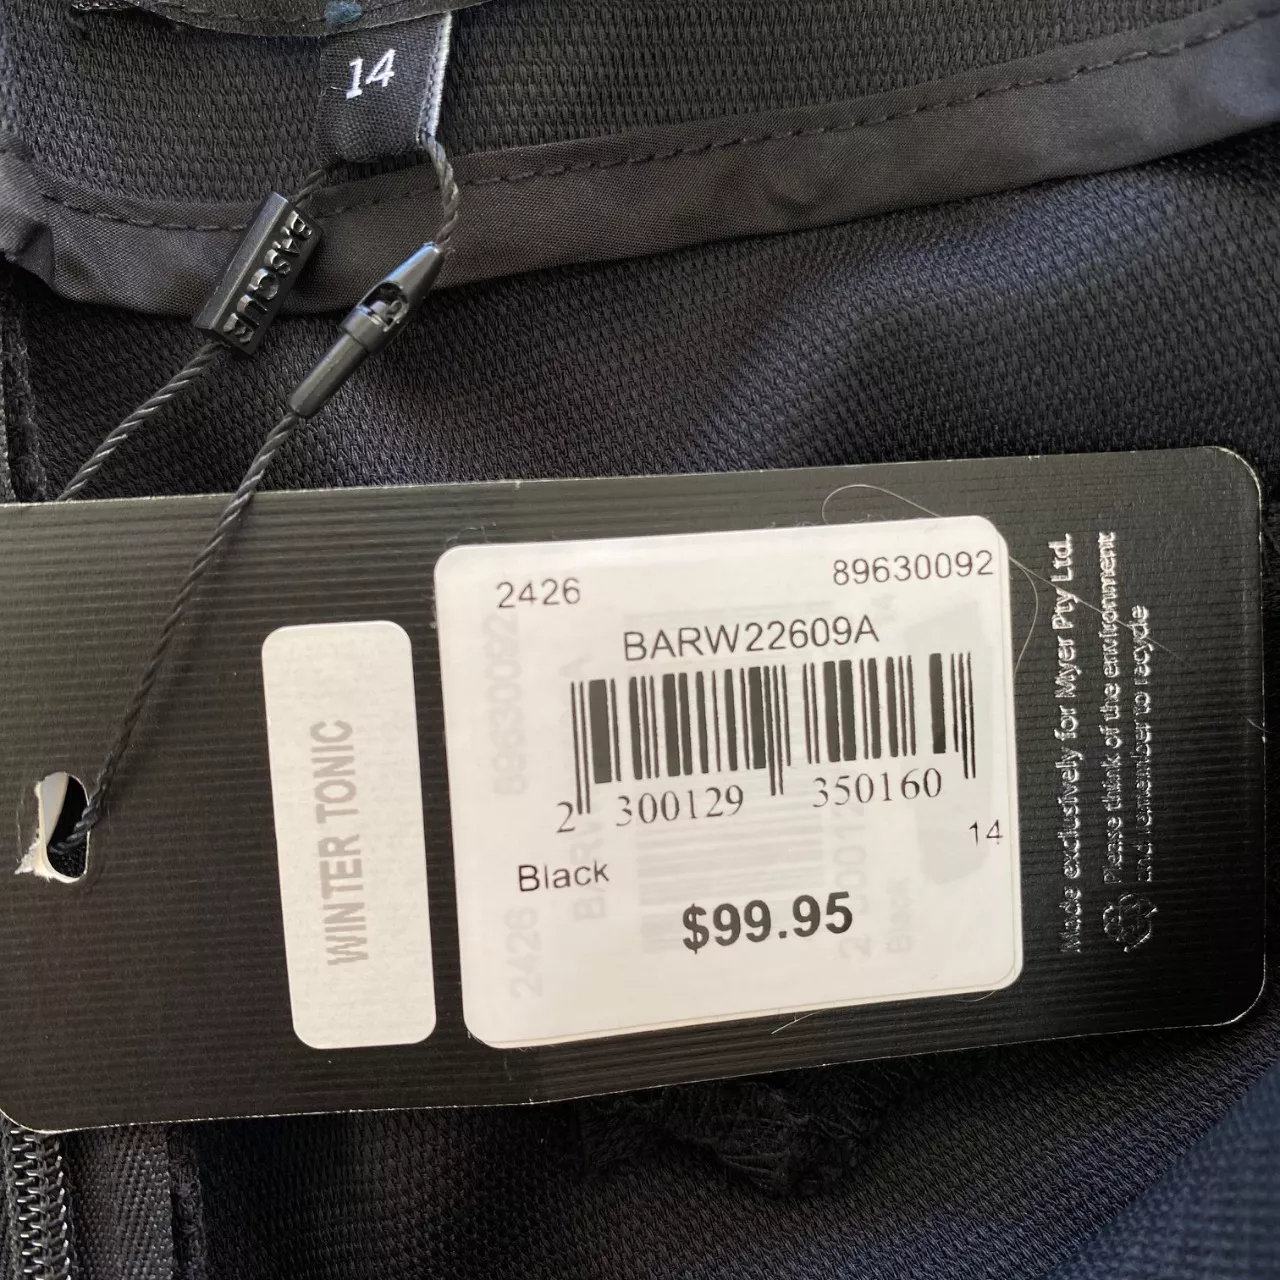 14
BASQUE
WINTER TONIC
2426
89630092
BARW22609A
2 300129 350160
14
Black
$99.95
Made exclusively for Myer Pty Ltd.
Please think of the environment
and remember to recycle